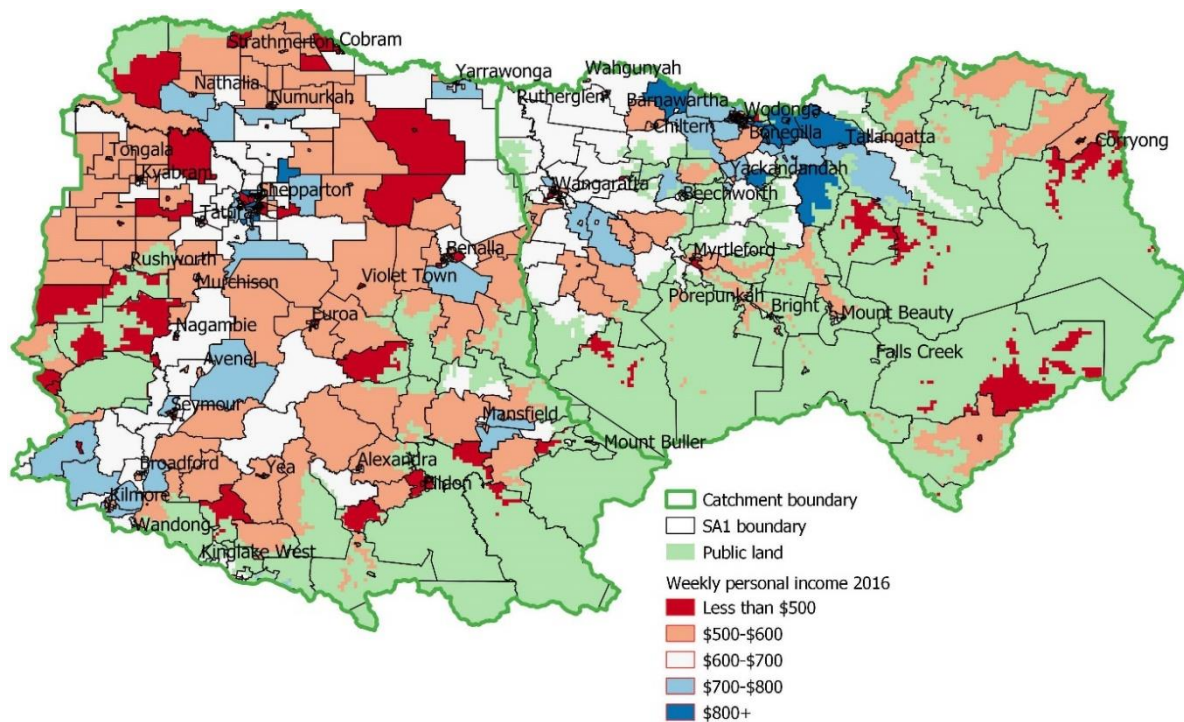 Strathmerton Cobram
Nathalia
Numurkah
Yarrawonga
Wahgunyah
Rutherglen
Barnawartha
Wodonga
Chiltern
Bonegilla
Tallangatta
Corryong
Tongala
Kyabram
Shepparton
Tatura
Wangaratta
Yackandandah
Beechworth
Benalla
Rushworth
Murchison
Violet Town
Myrtleford
Porepunkah
Bright
Mount Beauty
Nagambie
Euroa
Falls Creek
Avenel
Seymour
Mansfield
Mount Buller
Broadford
Yea
Alexandra
Eildon
Kilmore
Wandong
Kinglake West
Catchment boundary
SA1 boundary
Public land
Weekly personal income 2016
Less than $500
$500-$600
$600-$700
$700-$800
$800+